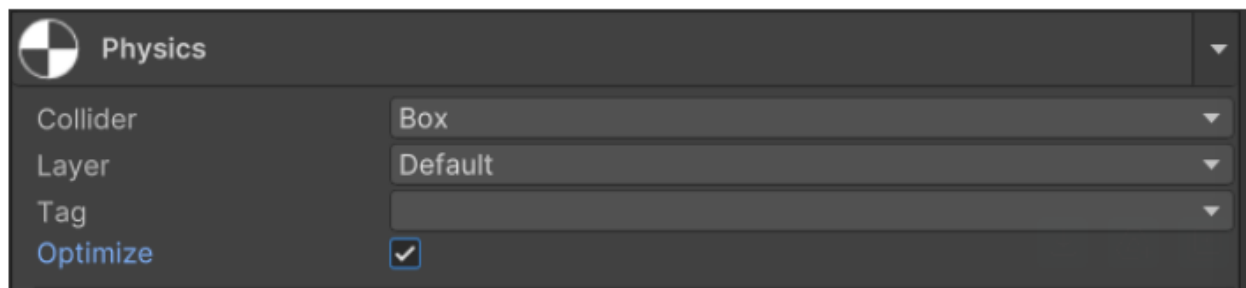 Physics
Collider Box
Layer Default
Tag
Optimize